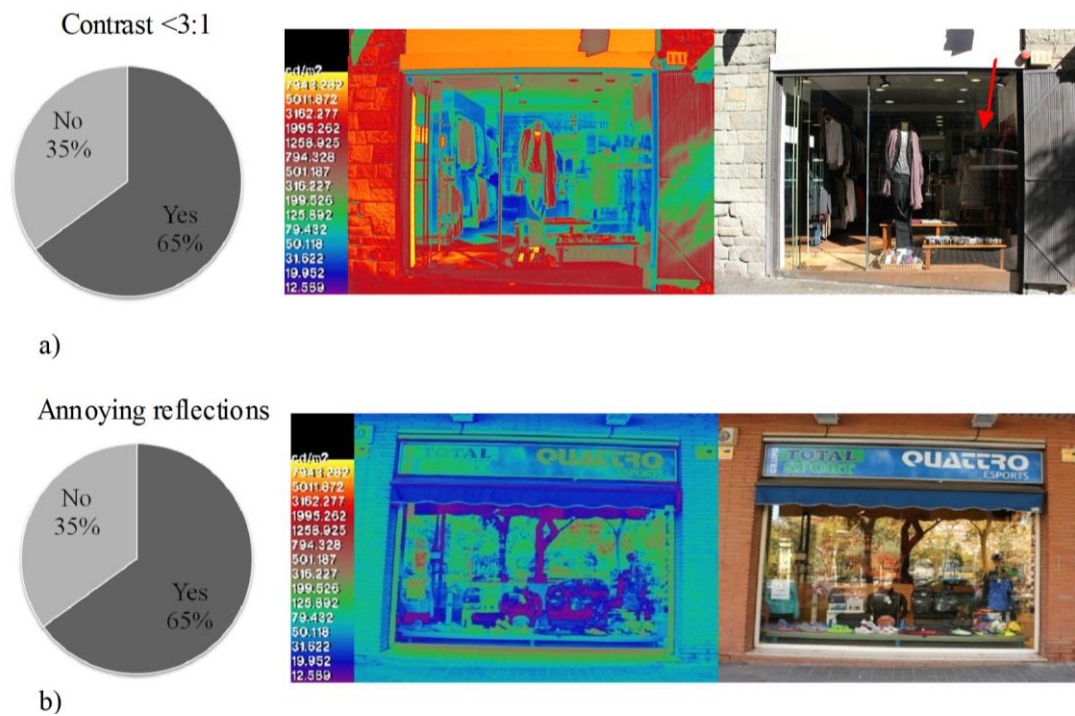 Contrast <3:1
No
35%
Yes
65%
cd/m2
7943.282
5011.872
3162.277
1995.262
1258.925
794.328
501.187
316.227
199.526
125.892
79.432
50.118
31.622
19.952
12.589
a)
Annoying reflections
No
35%
Yes
65%
cd/m2
7943.282
5011.872
3162.277
1995.262
1258.925
794.328
501.187
316.227
199.526
125.892
79.432
50.118
31.622
19.952
12.589
TOTAL
QUATTRO
TOTAL
SPORT
QUATTRO
ESPORTS
b)